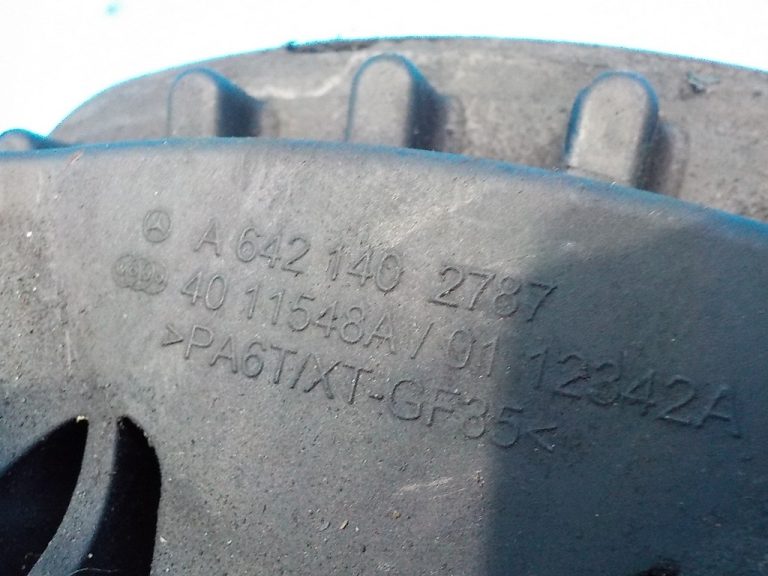 A 642 140 2787
40 11548A / 01 12342A
>PA6T/XT-GF35<